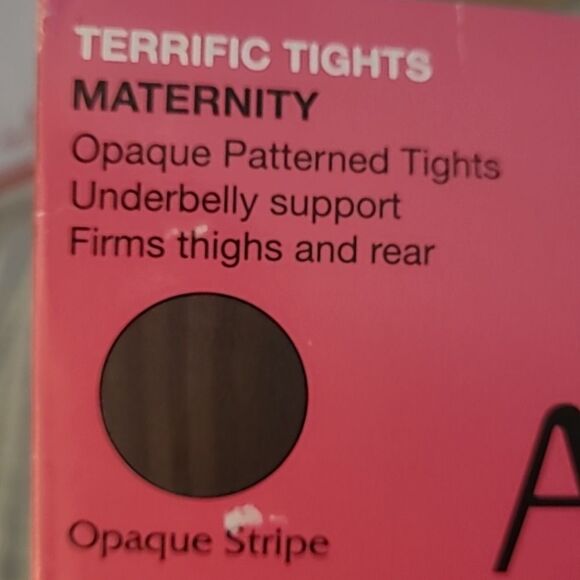 TERRIFIC TIGHTS
MATERNITY
Opaque Patterned Tights
Underbelly support
Firms thighs and rear
Opaque Stripe
A